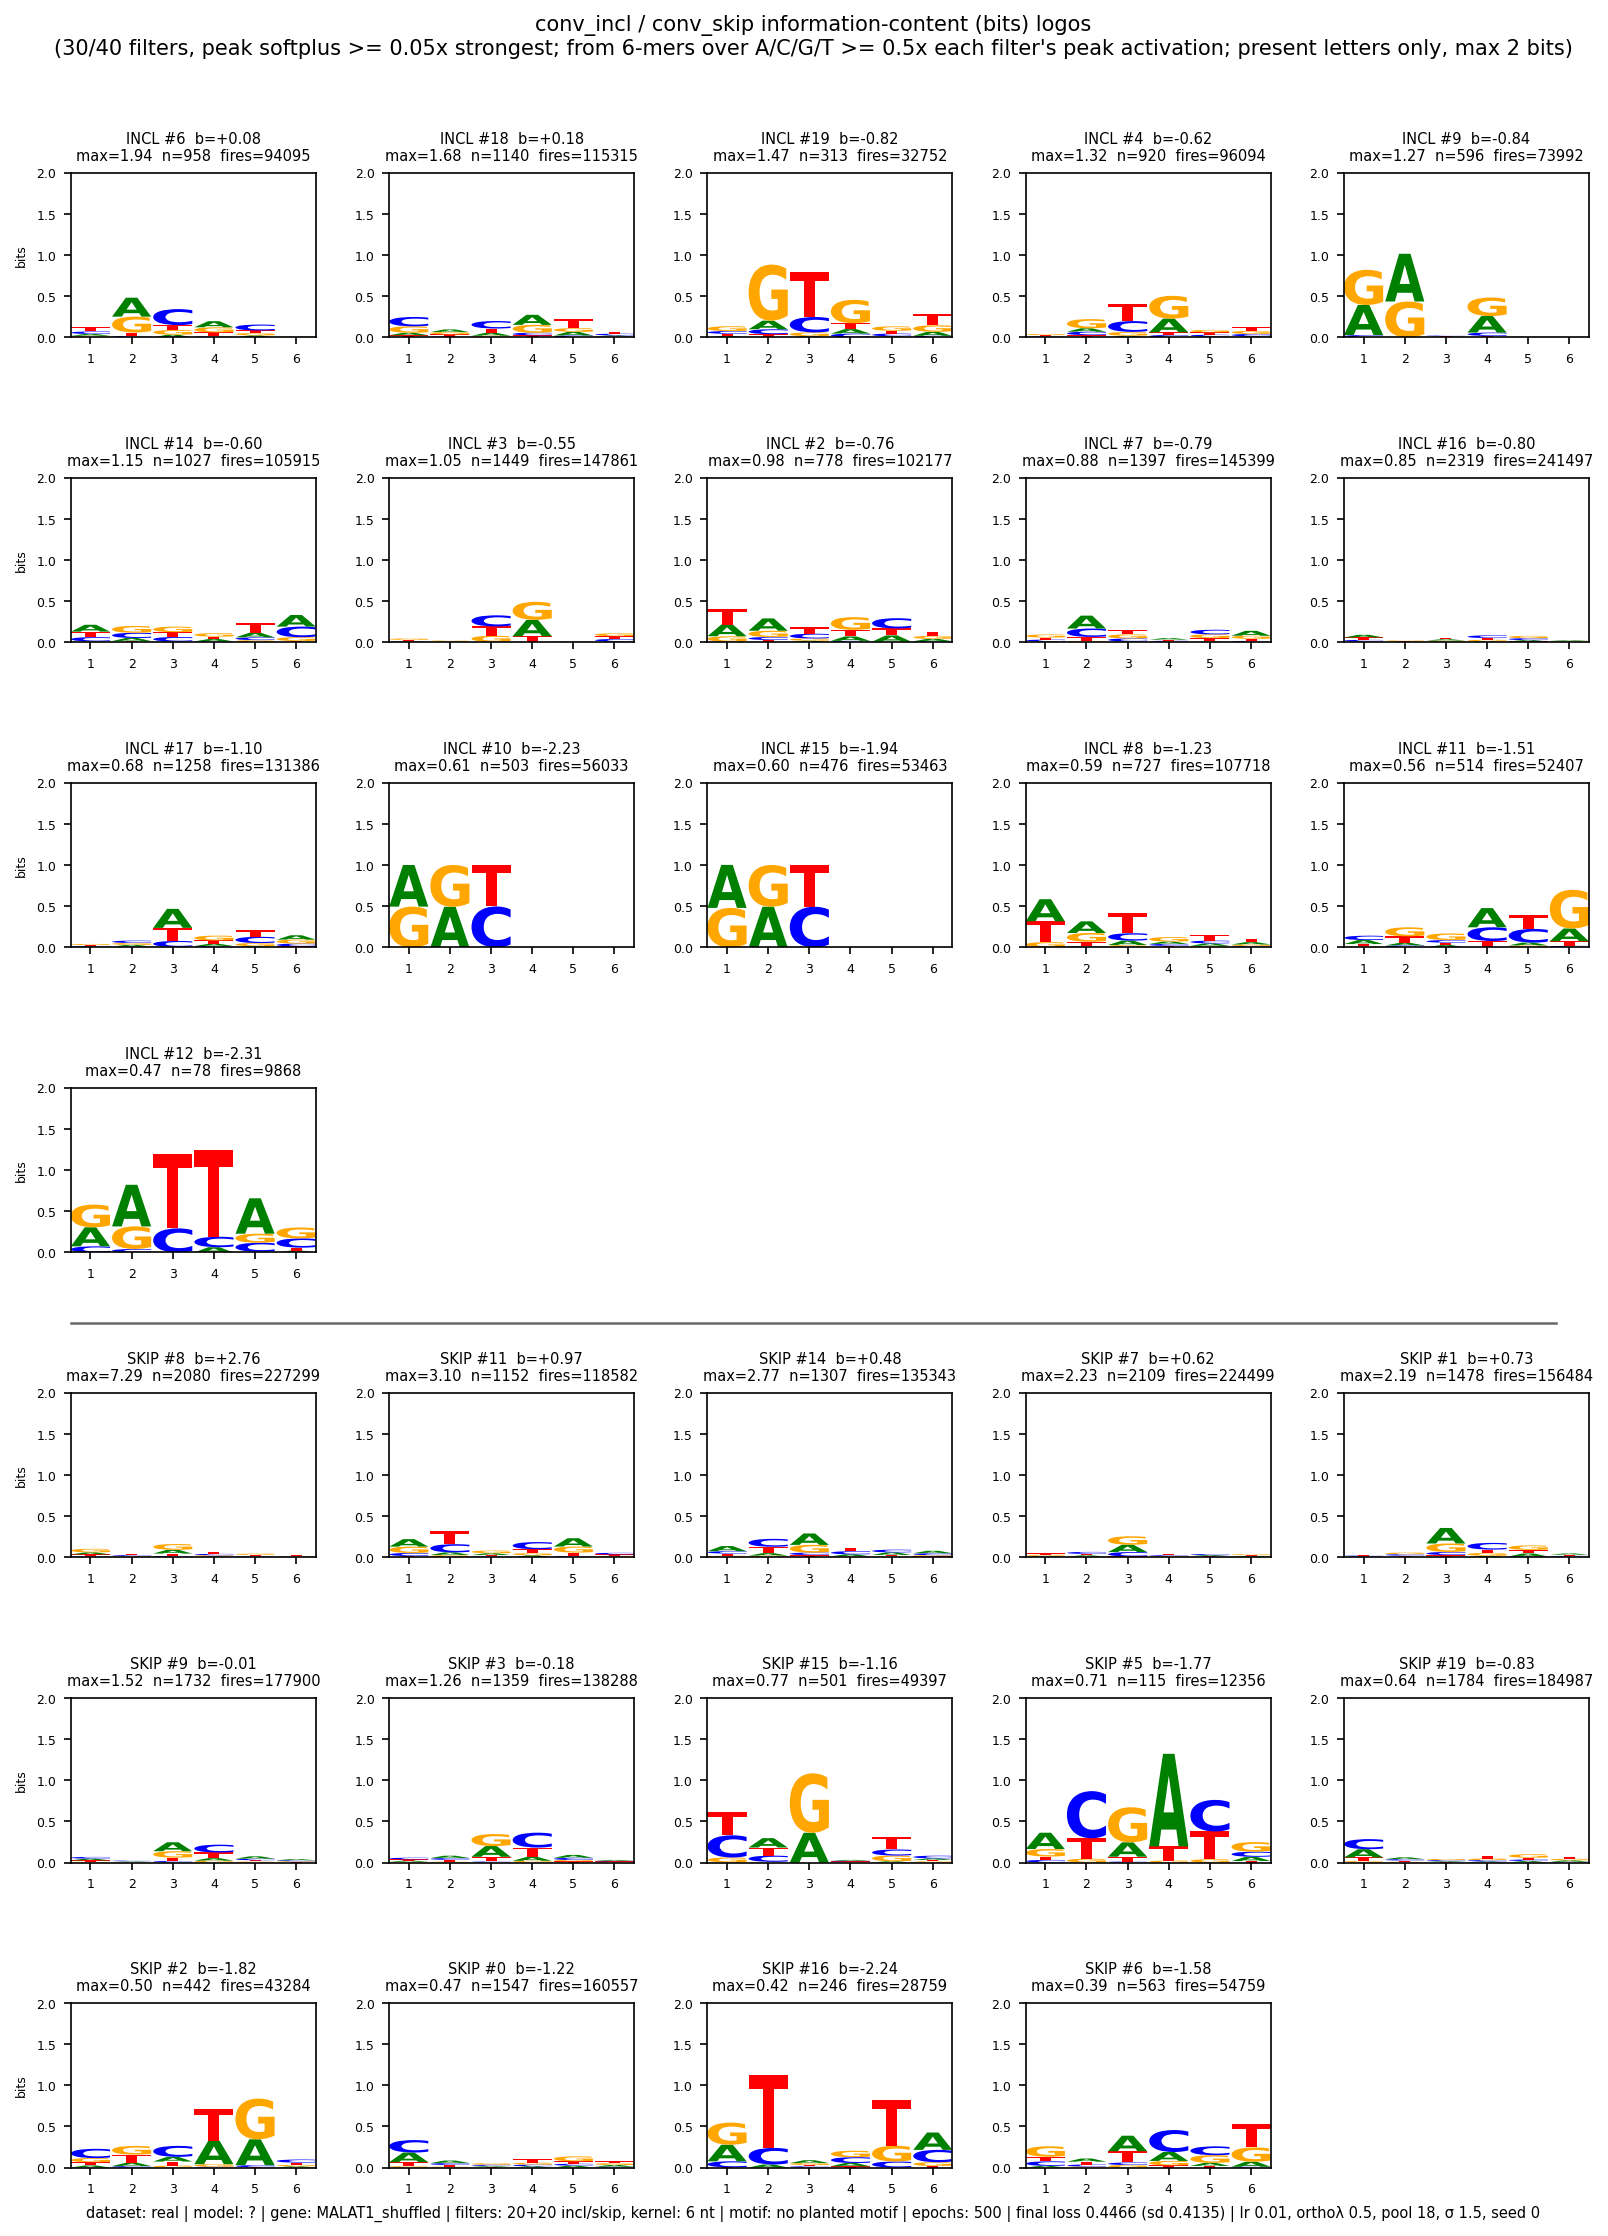 conv_incl / conv_skip information-content (bits) logos
(30/40 filters, peak softplus >= 0.05x strongest; from 6-mers over A/C/G/T >= 0.5x each filter's peak activation; present letters only, max 2 bits)
INCL #6 b=+0.08
max=1.94 n=958 fires=94095
INCL #18 b=+0.18
max=1.68 n=1140 fires=115315
INCL #19 b=-0.82
max=1.47 n=313 fires=32752
INCL #4 b=-0.62
max=1.32 n=920 fires=96094
INCL #9 b=-0.84
max=1.27 n=596 fires=73992
INCL #14 b=-0.60
max=1.15 n=1027 fires=105915
INCL #3 b=-0.55
max=1.05 n=1449 fires=147861
INCL #2 b=-0.76
max=0.98 n=778 fires=102177
INCL #7 b=-0.79
max=0.88 n=1397 fires=145399
INCL #16 b=-0.80
max=0.85 n=2319 fires=241497
INCL #17 b=-1.10
max=0.68 n=1258 fires=131386
INCL #10 b=-2.23
max=0.61 n=503 fires=56033
INCL #15 b=-1.94
max=0.60 n=476 fires=53463
INCL #8 b=-1.23
max=0.59 n=727 fires=107718
INCL #11 b=-1.51
max=0.56 n=514 fires=52407
INCL #12 b=-2.31
max=0.47 n=78 fires=9868
SKIP #8 b=+2.76
max=7.29 n=2080 fires=227299
SKIP #11 b=+0.97
max=3.10 n=1152 fires=118582
SKIP #14 b=+0.48
max=2.77 n=1307 fires=135343
SKIP #7 b=+0.62
max=2.23 n=2109 fires=224499
SKIP #1 b=+0.73
max=2.19 n=1478 fires=156484
SKIP #9 b=-0.01
max=1.52 n=1732 fires=177900
SKIP #3 b=-0.18
max=1.26 n=1359 fires=138288
SKIP #15 b=-1.16
max=0.77 n=501 fires=49397
SKIP #5 b=-1.77
max=0.71 n=115 fires=12356
SKIP #19 b=-0.83
max=0.64 n=1784 fires=184987
SKIP #2 b=-1.82
max=0.50 n=442 fires=43284
SKIP #0 b=-1.22
max=0.47 n=1547 fires=160557
SKIP #16 b=-2.24
max=0.42 n=246 fires=28759
SKIP #6 b=-1.58
max=0.39 n=563 fires=54759
dataset: real | model: ? | gene: MALAT1_shuffled | filters: 20+20 incl/skip, kernel: 6 nt | motif: no planted motif | epochs: 500 | final loss 0.4466 (sd 0.4135) | lr 0.01, orthoλ 0.5, pool 18, σ 1.5, seed 0